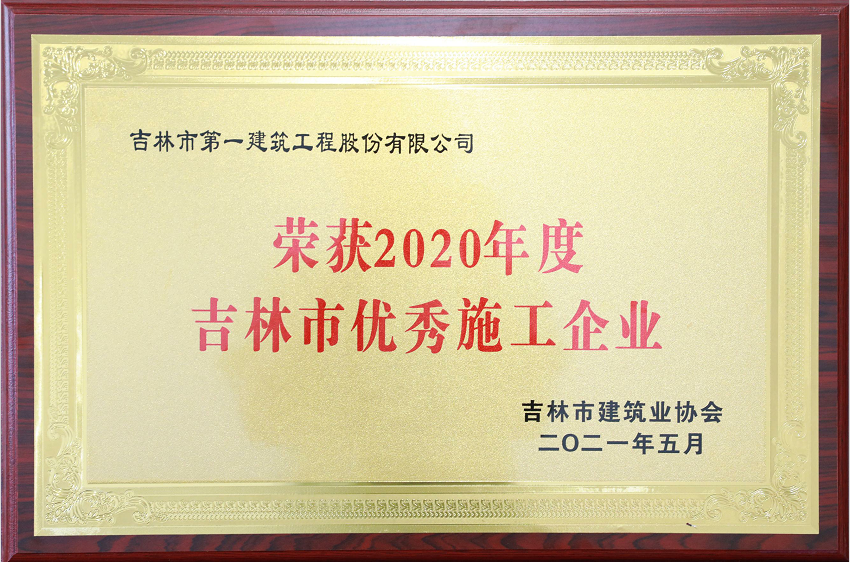 吉林市第一建筑工程股份有限公司
荣获2020年度
吉林市优秀施工企业
吉林市建筑业协会
二〇二一年五月